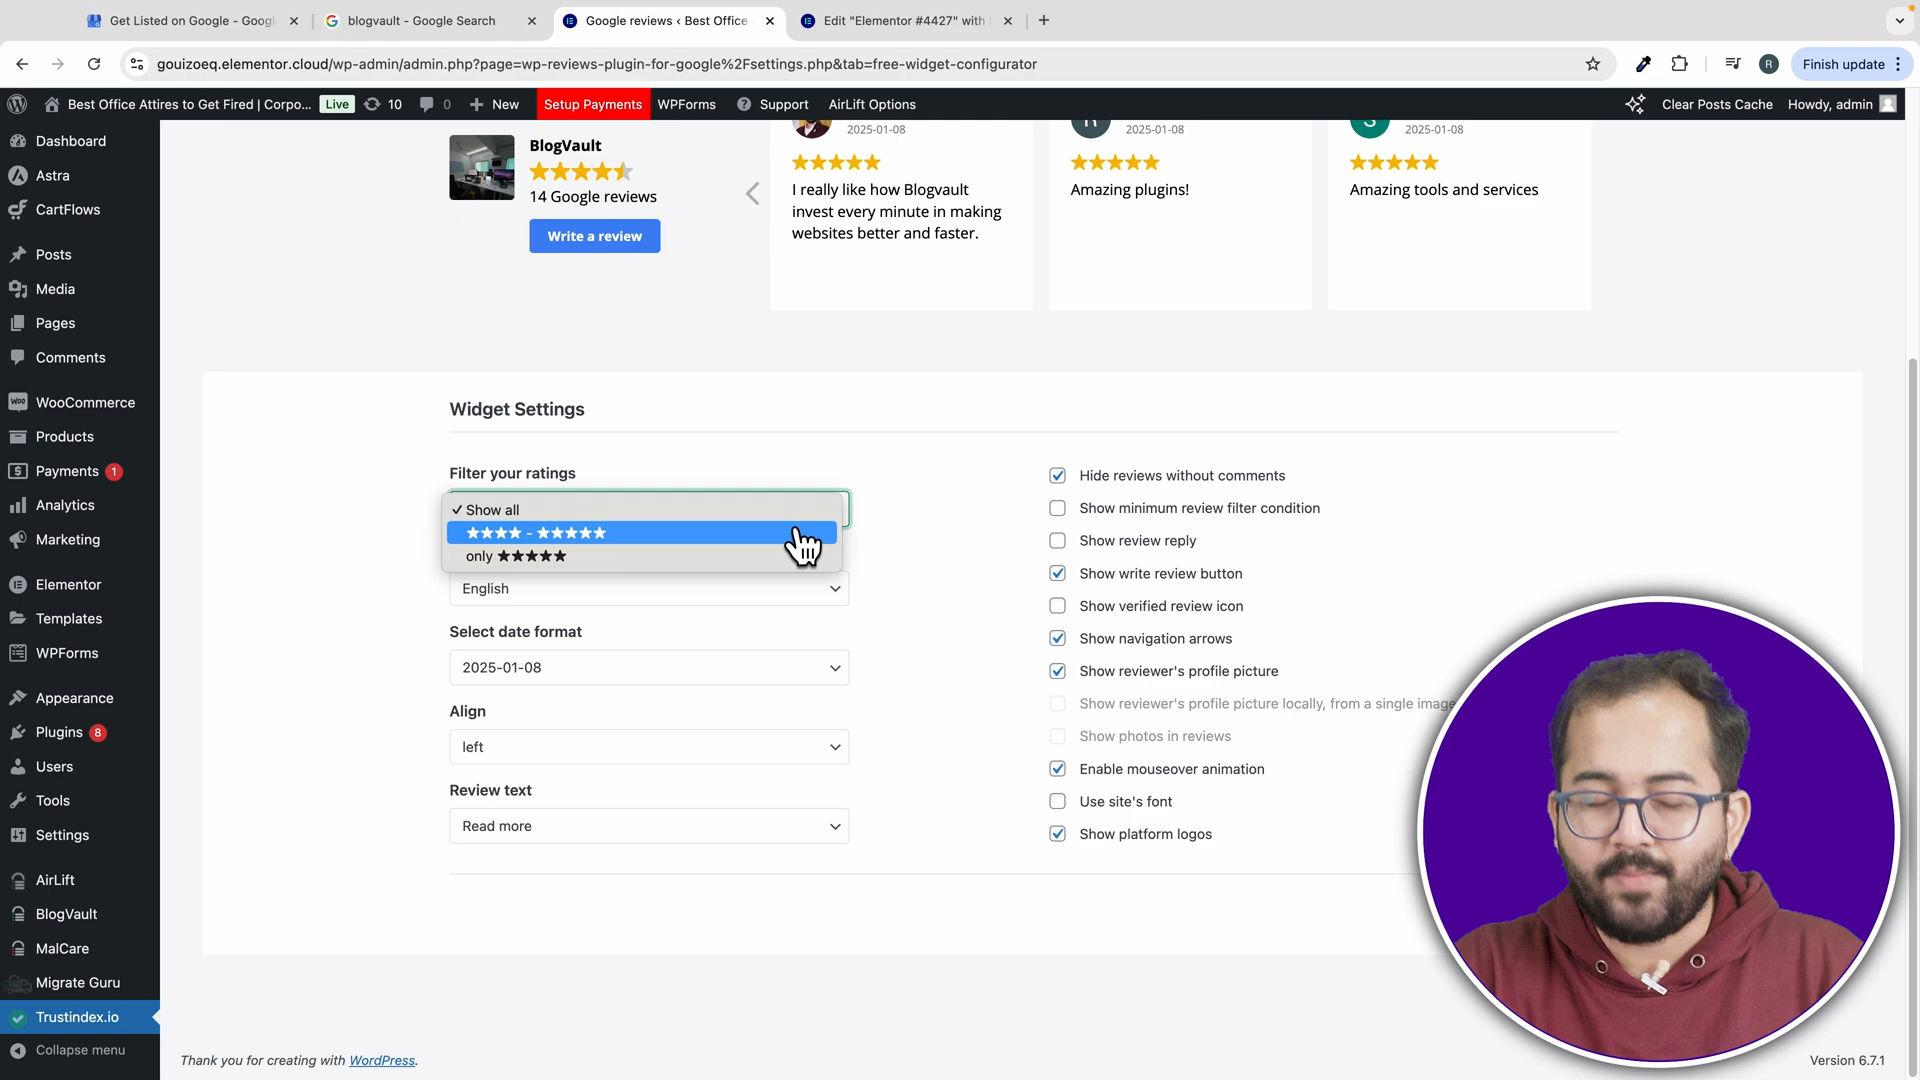 Get Listed on Google - Googl
blogvault - Google Search
Google reviews ‹ Best Office
Edit "Elementor #4427" with
gouizoeq.elementor.cloud/wp-admin/admin.php?page=wp-reviews-plugin-for-google%2Fsettings.php&tab=free-widget-configurator
R
Finish update
Best Office Attires to Get Fired | Corpo...
Live
10
0
New
Setup Payments
WPForms
Support
AirLift Options
Clear Posts Cache
Howdy, admin
Dashboard
Astra
CartFlows
Posts
Media
Pages
Comments
WooCommerce
Products
Payments 1
Analytics
Marketing
Elementor
Templates
WPForms
Appearance
Plugins 8
Users
Tools
Settings
AirLift
BlogVault
MalCare
Migrate Guru
Trustindex.io
Collapse menu
BlogVault
14 Google reviews
Write a review
2025-01-08
I really like how Blogvault
invest every minute in making
websites better and faster.
2025-01-08
Amazing plugins!
2025-01-08
Amazing tools and services
Widget Settings
Filter your ratings
✓ Show all
★★★★ - ★★★★★
only ★★★★★
English
Select date format
2025-01-08
Align
left
Review text
Read more
Hide reviews without comments
Show minimum review filter condition
Show review reply
Show write review button
Show verified review icon
Show navigation arrows
Show reviewer's profile picture
Show reviewer's profile picture locally, from a single image
Show photos in reviews
Enable mouseover animation
Use site's font
Show platform logos
Thank you for creating with WordPress.
Version 6.7.1